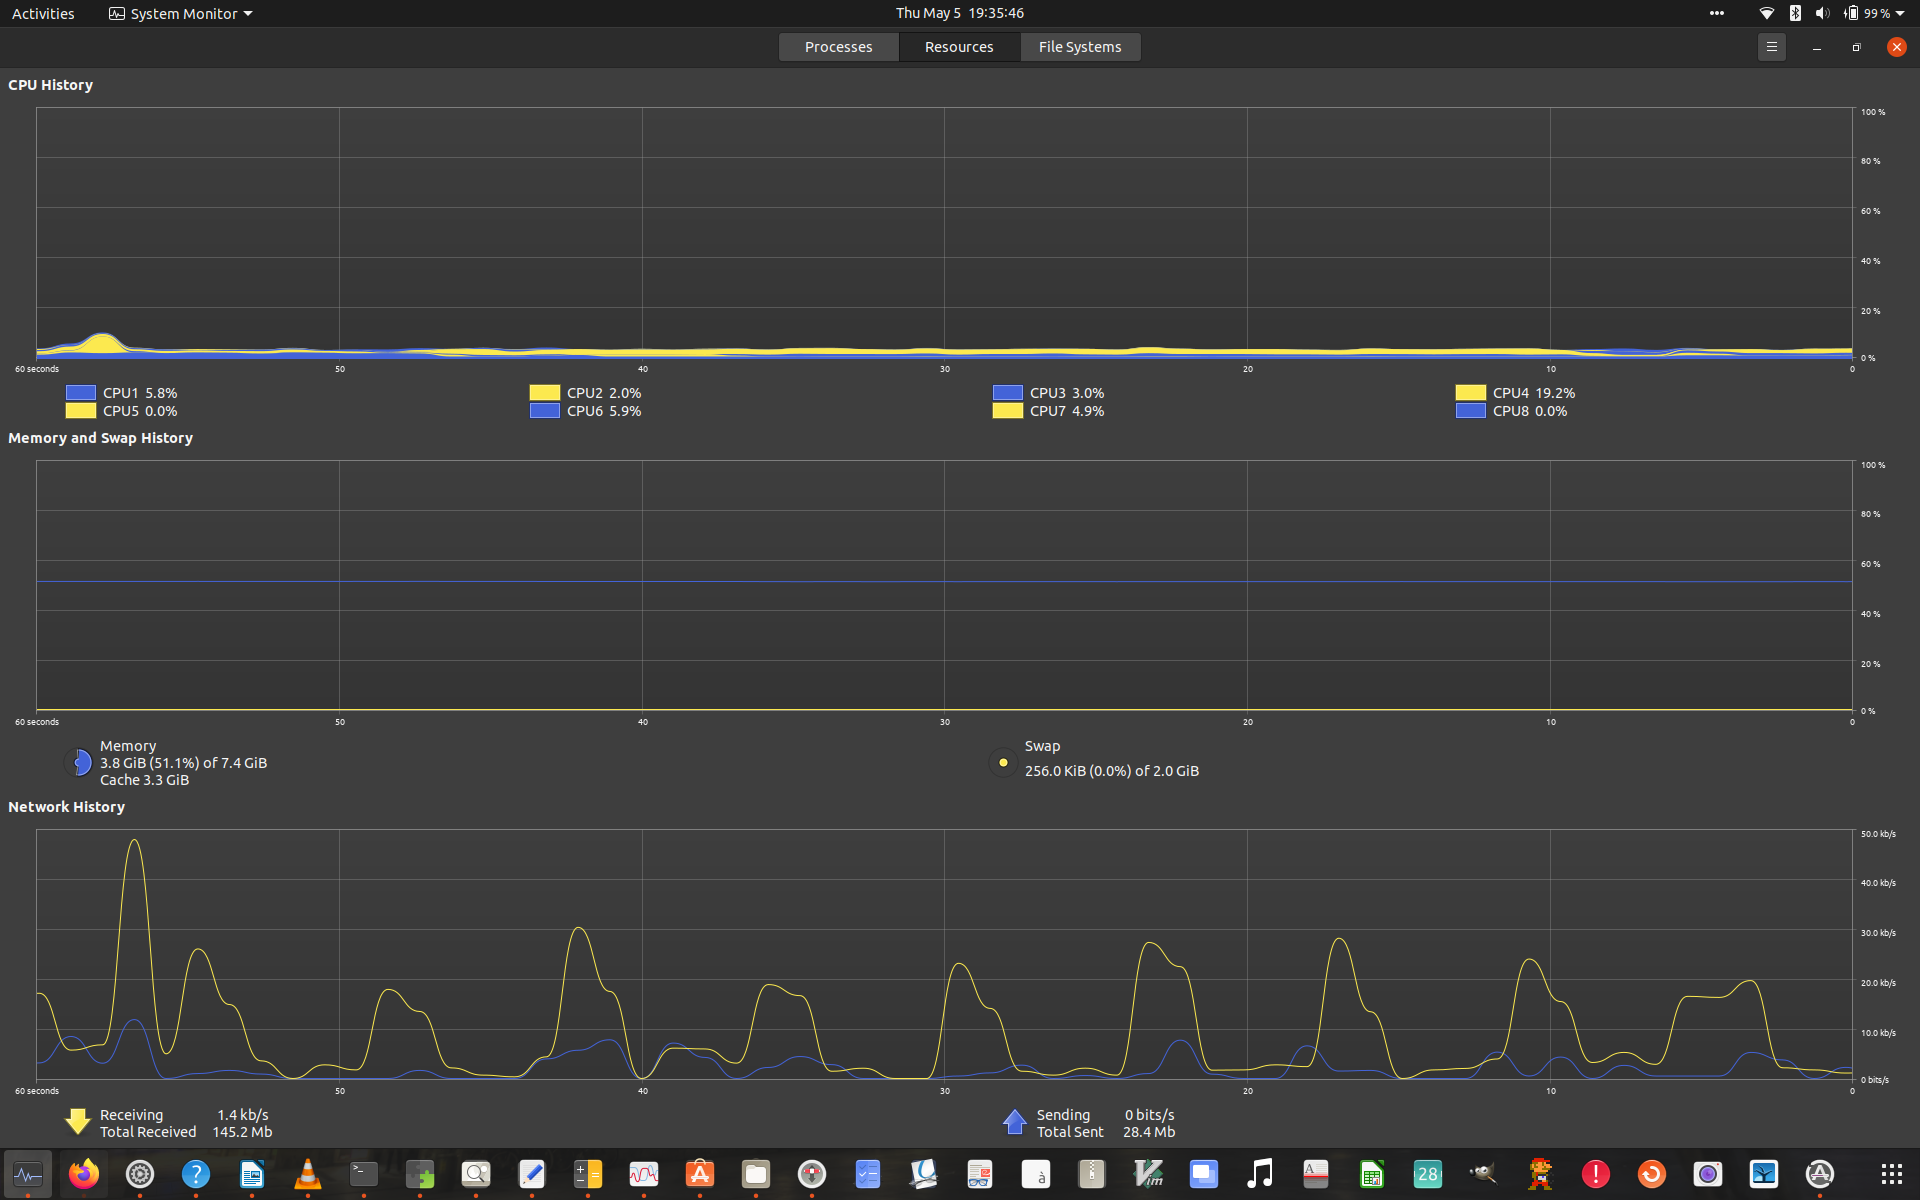 Activities System Monitor Thu May 5 19:35:46 99 %
Processes Resources File Systems
CPU History
100 %
80 %
60 %
40 %
20 %
0 %
60 seconds 50 40 30 20 10 0
CPU1 5.8% CPU2 2.0% CPU3 3.0% CPU4 19.2%
CPU5 0.0% CPU6 5.9% CPU7 4.9% CPU8 0.0%
Memory and Swap History
100 %
80 %
60 %
40 %
20 %
0 %
60 seconds 50 40 30 20 10 0
Memory
3.8 GiB (51.1%) of 7.4 GiB
Cache 3.3 GiB
Swap
256.0 KiB (0.0%) of 2.0 GiB
Network History
50.0 kb/s
40.0 kb/s
30.0 kb/s
20.0 kb/s
10.0 kb/s
0 bits/s
60 seconds 50 40 30 20 10 0
Receiving 1.4 kb/s
Total Received 145.2 Mb
Sending 0 bits/s
Total Sent 28.4 Mb
? >_ A à Vim A 28 !